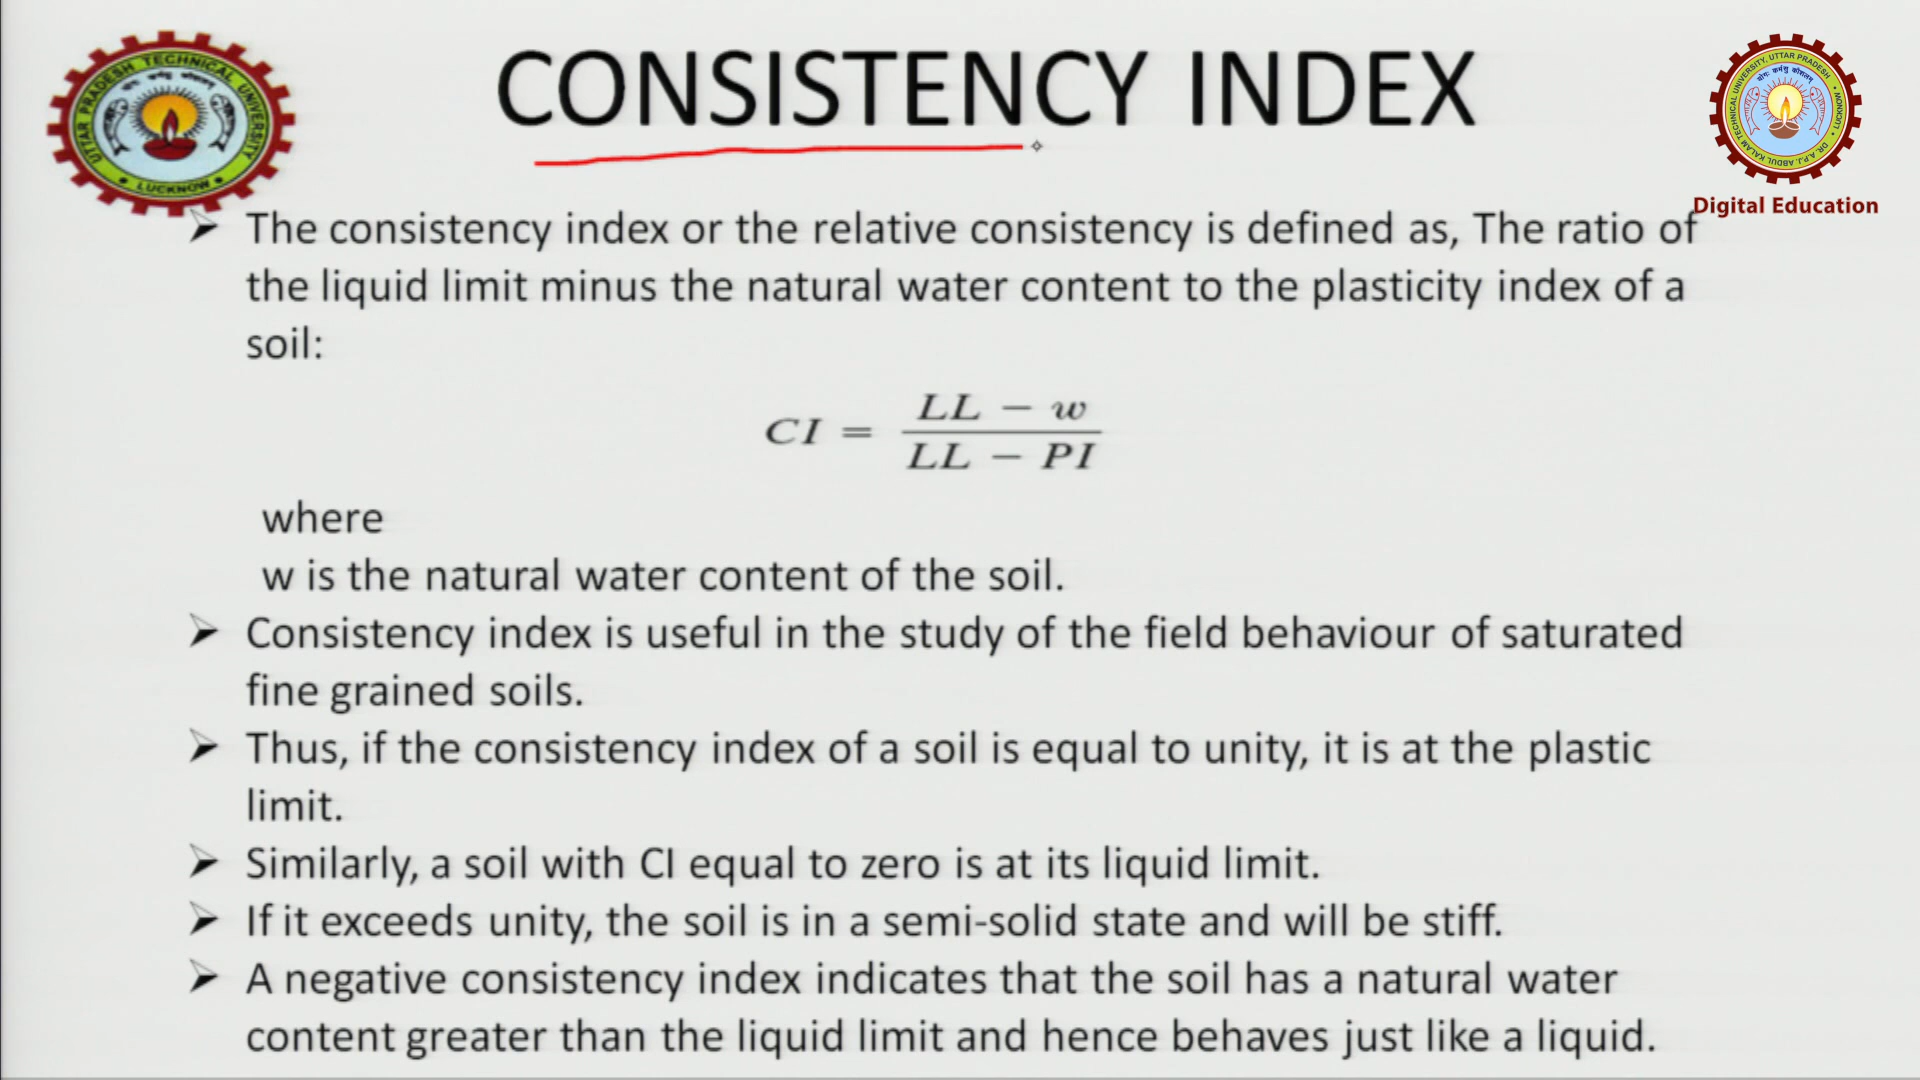 CONSISTENCY INDEX
UTTAR PRADESH TECHNICAL UNIVERSITY
LUCKNOW
Digital Education
The consistency index or the relative consistency is defined as, The ratio of
the liquid limit minus the natural water content to the plasticity index of a
soil:
CI = LL − w
LL − PI
where
w is the natural water content of the soil.
Consistency index is useful in the study of the field behaviour of saturated
fine grained soils.
Thus, if the consistency index of a soil is equal to unity, it is at the plastic
limit.
Similarly, a soil with CI equal to zero is at its liquid limit.
If it exceeds unity, the soil is in a semi-solid state and will be stiff.
A negative consistency index indicates that the soil has a natural water
content greater than the liquid limit and hence behaves just like a liquid.